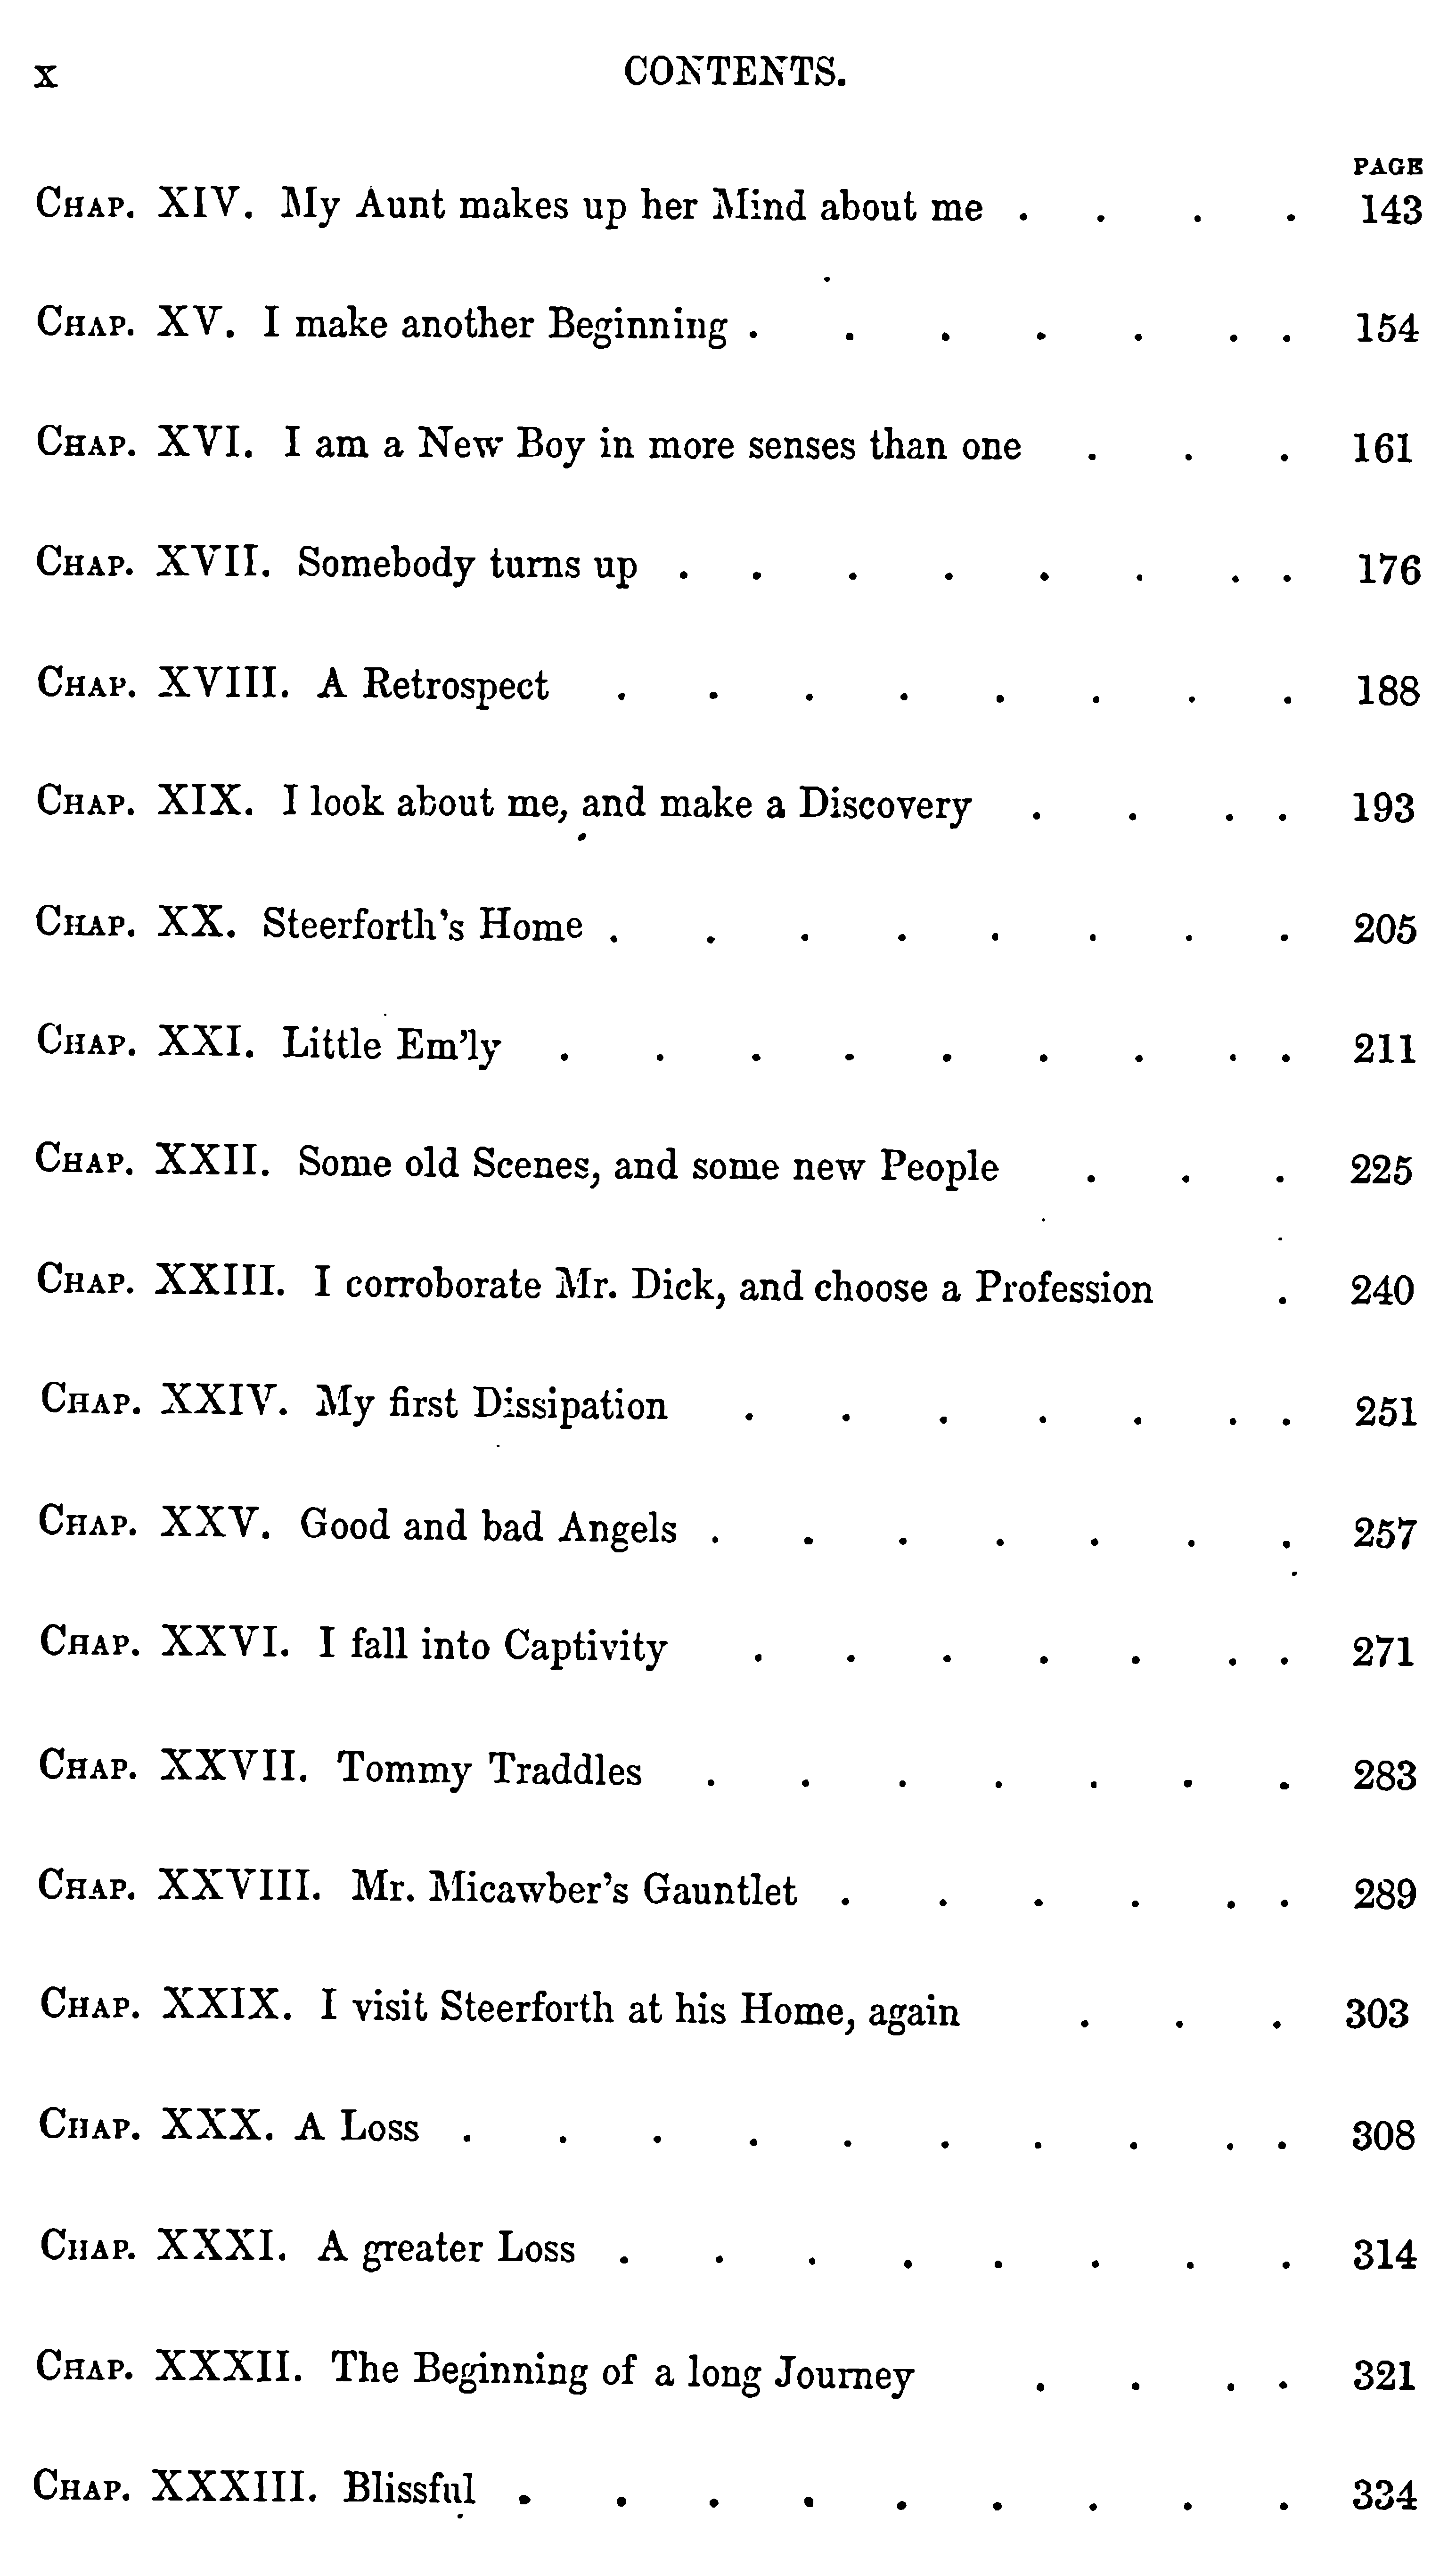 x CONTENTS.
PAGE
CHAP. XIV. My Aunt makes up her Mind about me . . . . 143
CHAP. XV. I make another Beginning . . . . . . . 154
CHAP. XVI. I am a New Boy in more senses than one . . . 161
CHAP. XVII. Somebody turns up . . . . . . . . 176
CHAP. XVIII. A Retrospect . . . . . . . . 188
CHAP. XIX. I look about me, and make a Discovery . . . . 193
CHAP. XX. Steerforth's Home . . . . . . . . 205
CHAP. XXI. Little Em'ly . . . . . . . . . 211
CHAP. XXII. Some old Scenes, and some new People . . . 225
CHAP. XXIII. I corroborate Mr. Dick, and choose a Profession . 240
CHAP. XXIV. My first Dissipation . . . . . . . 251
CHAP. XXV. Good and bad Angels . . . . . . . 257
CHAP. XXVI. I fall into Captivity . . . . . . . 271
CHAP. XXVII. Tommy Traddles . . . . . . . 283
CHAP. XXVIII. Mr. Micawber's Gauntlet . . . . . . 289
CHAP. XXIX. I visit Steerforth at his Home, again . . . 303
CHAP. XXX. A Loss . . . . . . . . . . 308
CHAP. XXXI. A greater Loss . . . . . . . . 314
CHAP. XXXII. The Beginning of a long Journey . . . . 321
CHAP. XXXIII. Blissful . . . . . . . . . 334